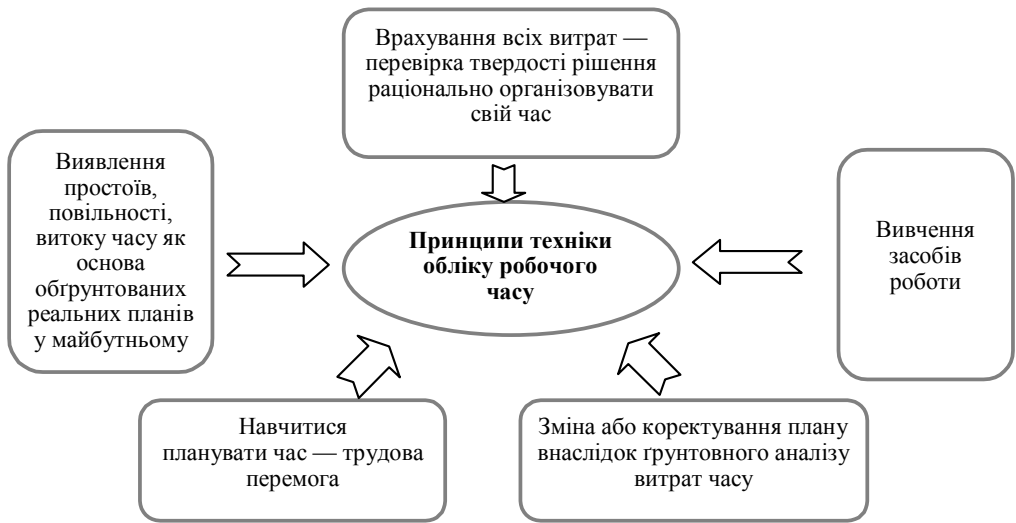 Врахування всіх витрат —
перевірка твердості рішення
раціонально організовувати
свій час
Виявлення
простоїв,
повільності,
витоку часу як
основа
обґрунтованих
реальних планів
у майбутньому
Принципи техніки
обліку робочого
часу
Вивчення
засобів
роботи
Навчитися
планувати час — трудова
перемога
Зміна або коректування плану
внаслідок ґрунтовного аналізу
витрат часу